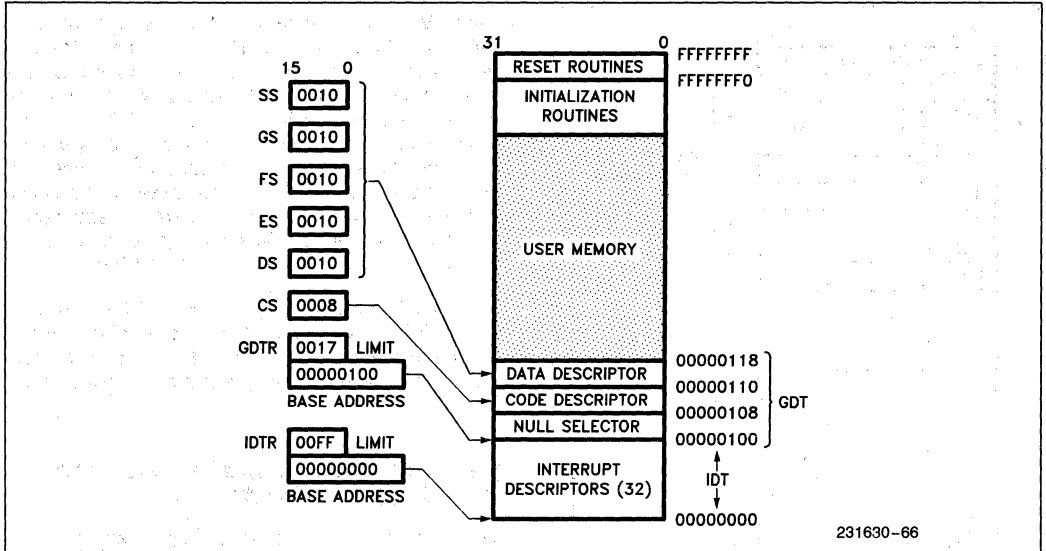 31 0
FFFFFFFF
RESET ROUTINES
FFFFFFF0
15 0
SS 0010
INITIALIZATION
ROUTINES
GS 0010
FS 0010
ES 0010
USER MEMORY
DS 0010
CS 0008
GDTR 0017 LIMIT
00000100
BASE ADDRESS
00000118
DATA DESCRIPTOR
00000110
CODE DESCRIPTOR
GDT
00000108
NULL SELECTOR
00000100
IDTR 00FF LIMIT
00000000
BASE ADDRESS
INTERRUPT
DESCRIPTORS (32)
IDT
00000000
231630-66